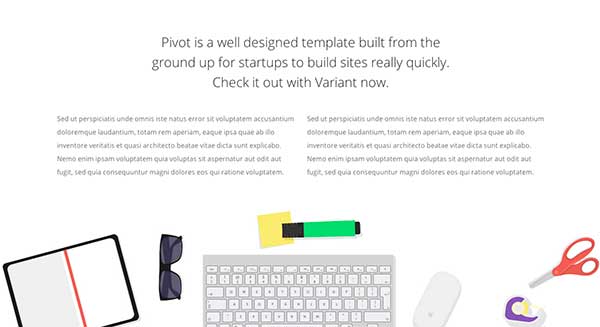 Pivot is a well designed template built from the
ground up for startups to build sites really quickly.
Check it out with Variant now.
Sed ut perspiciatis unde omnis iste natus error sit voluptatem accusantium
doloremque laudantium, totam rem aperiam, eaque ipsa quae ab illo
inventore veritatis et quasi architecto beatae vitae dicta sunt explicabo.
Nemo enim ipsam voluptatem quia voluptas sit aspernatur aut odit aut
fugit, sed quia consequuntur magni dolores eos qui ratione voluptatem.
Sed ut perspiciatis unde omnis iste natus error sit voluptatem accusantium
doloremque laudantium, totam rem aperiam, eaque ipsa quae ab illo
inventore veritatis et quasi architecto beatae vitae dicta sunt explicabo.
Nemo enim ipsam voluptatem quia voluptas sit aspernatur aut odit aut
fugit, sed quia consequuntur magni dolores eos qui ratione voluptatem.